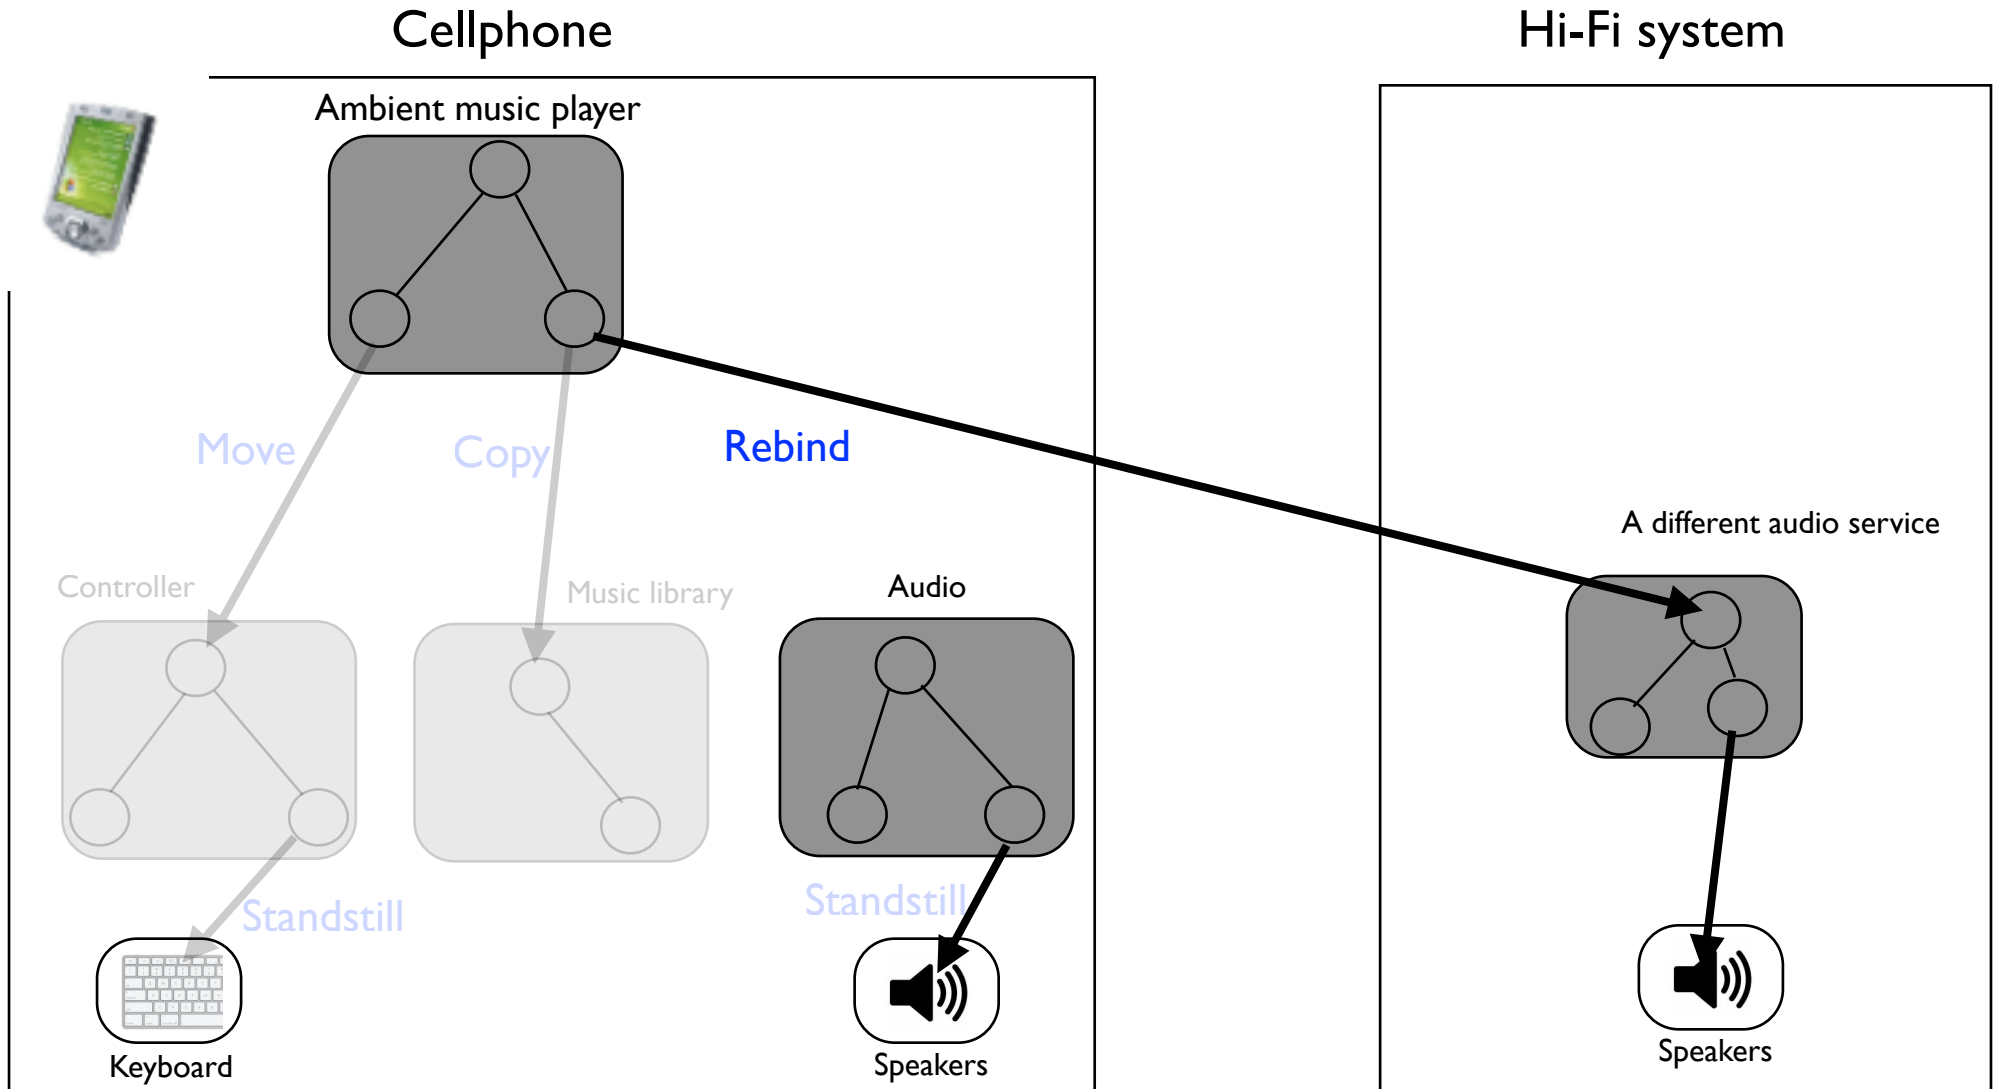 Cellphone
Hi-Fi system
Ambient music player
Move
Copy
Rebind
A different audio service
Controller
Music library
Audio
Standstill
Standstill
Keyboard
Speakers
Speakers